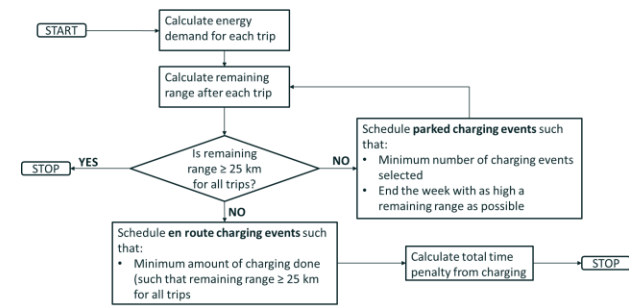 START
Calculate energy
demand for each trip
Calculate remaining
range after each trip
Is remaining
range ≥ 25 km
for all trips?
YES
STOP
NO
Schedule parked charging events such
that:
• Minimum number of charging events
selected
• End the week with as high a
remaining range as possible
NO
Schedule en route charging events such
that:
• Minimum amount of charging done
(such that remaining range ≥ 25 km
for all trips
Calculate total time
penalty from charging
STOP